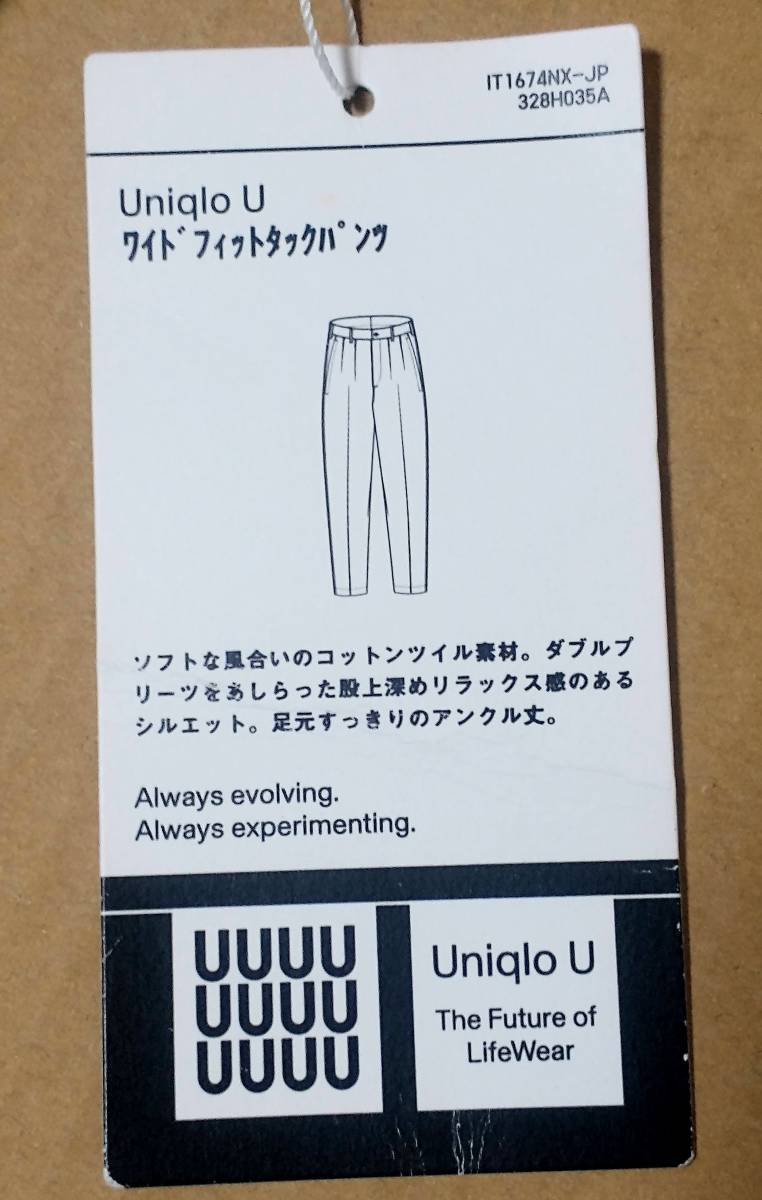 IT1674NX-JP
328H035A
Uniqlo U
ﾜｲﾄﾞﾌｨｯﾄﾀｯｸﾊﾟﾝﾂ
ソフトな風合いのコットンツイル素材。ダブルプ
リーツをあしらった股上深めリラックス感のある
シルエット。足元すっきりのアンクル丈。
Always evolving.
Always experimenting.
UUUU
UUUU
UUUU
Uniqlo U
The Future of
LifeWear